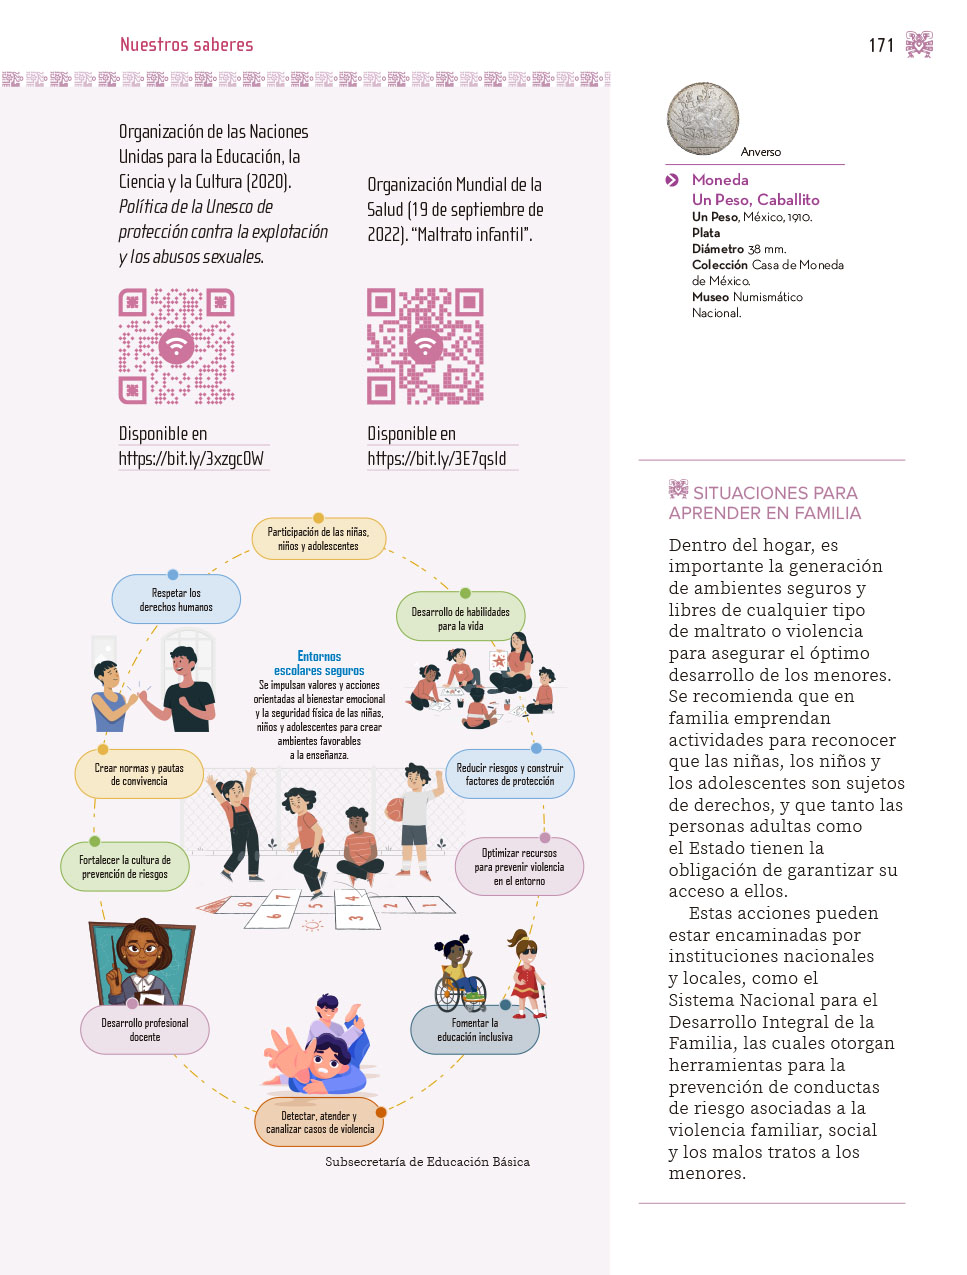 Nuestros saberes
171
Organización de las Naciones
Unidas para la Educación, la
Ciencia y la Cultura (2020).
Política de la Unesco de
protección contra la explotación
y los abusos sexuales.
Disponible en
https://bit.ly/3xzgc0W
Organización Mundial de la
Salud (19 de septiembre de
2022). “Maltrato infantil”.
Disponible en
https://bit.ly/3E7qsld
Participación de las niñas,
niños y adolescentes
Respetar los
derechos humanos
Desarrollo de habilidades
para la vida
Entornos
escolares seguros
Se impulsan valores y acciones
orientadas al bienestar emocional
y la seguridad física de las niñas,
niños y adolescentes para crear
ambientes favorables
a la enseñanza.
Crear normas y pautas
de convivencia
Reducir riesgos y construir
factores de protección
Fortalecer la cultura de
prevención de riesgos
Optimizar recursos
para prevenir violencia
en el entorno
8
7
6
5
4
3
2
1
Desarrollo profesional
docente
Fomentar la
educación inclusiva
Detectar, atender y
canalizar casos de violencia
Subsecretaría de Educación Básica
Anverso
Moneda
Un Peso, Caballito
Un Peso, México, 1910.
Plata
Diámetro 38 mm.
Colección Casa de Moneda
de México.
Museo Numismático
Nacional.
SITUACIONES PARA
APRENDER EN FAMILIA
Dentro del hogar, es
importante la generación
de ambientes seguros y
libres de cualquier tipo
de maltrato o violencia
para asegurar el óptimo
desarrollo de los menores.
Se recomienda que en
familia emprendan
actividades para reconocer
que las niñas, los niños y
los adolescentes son sujetos
de derechos, y que tanto las
personas adultas como
el Estado tienen la
obligación de garantizar su
acceso a ellos.
Estas acciones pueden
estar encaminadas por
instituciones nacionales
y locales, como el
Sistema Nacional para el
Desarrollo Integral de la
Familia, las cuales otorgan
herramientas para la
prevención de conductas
de riesgo asociadas a la
violencia familiar, social
y los malos tratos a los
menores.